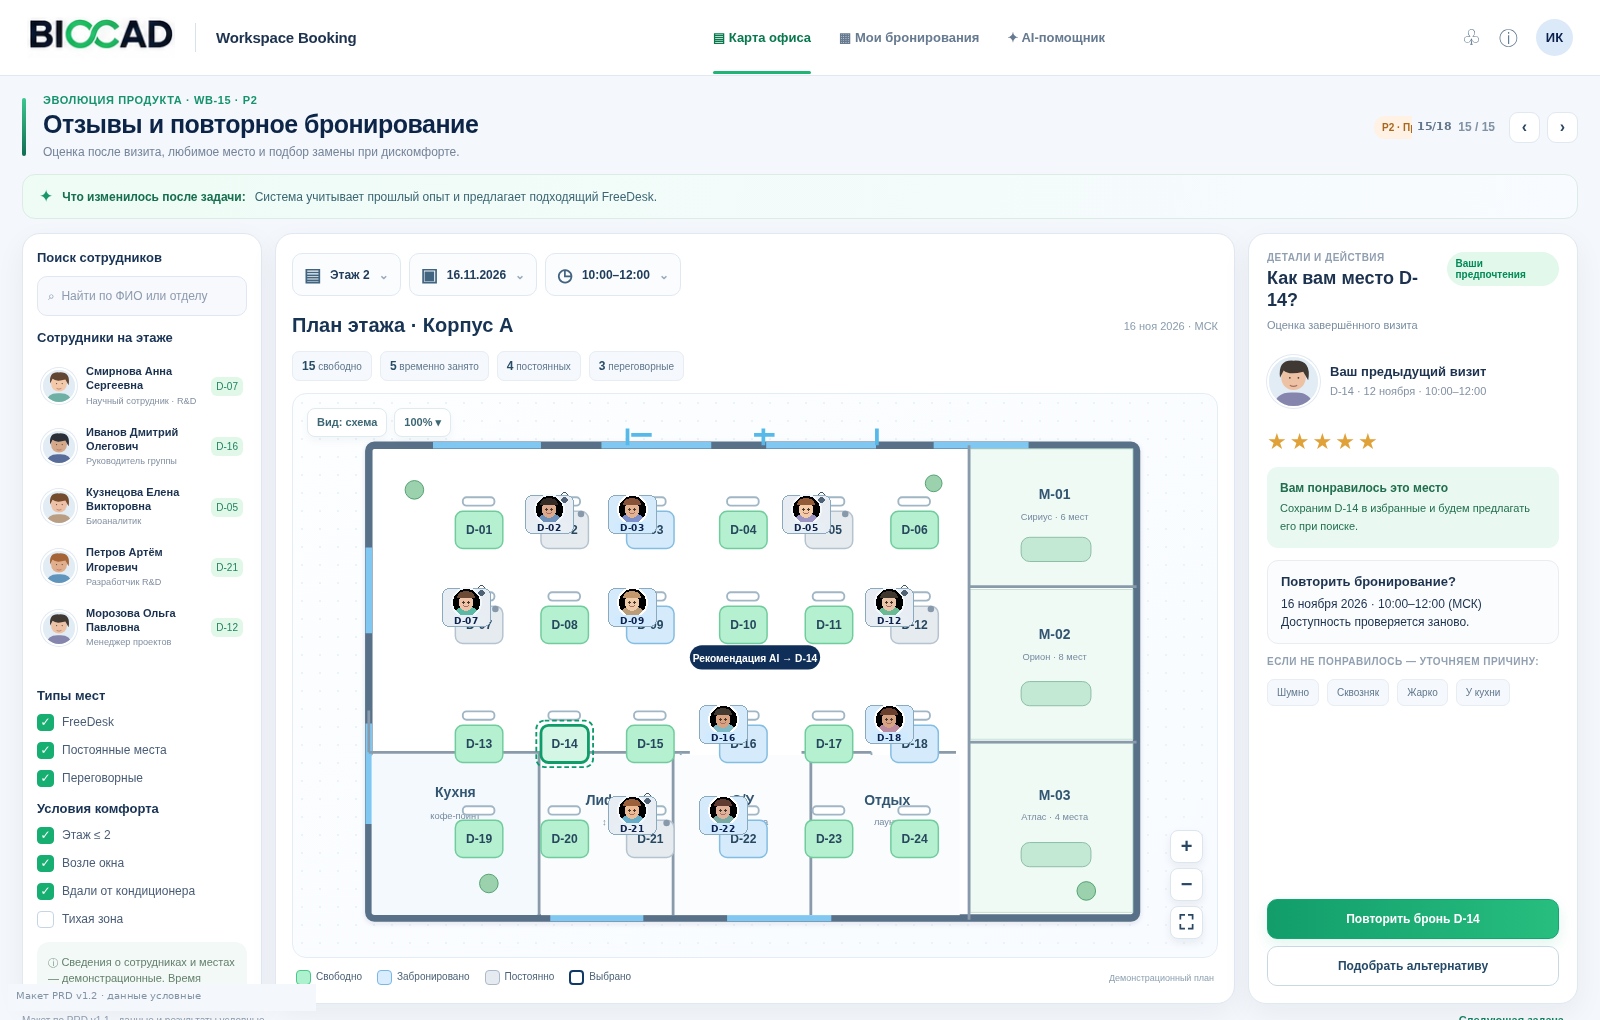 BIOCAD
Workspace Booking
Карта офиса
Мои бронирования
AI-помощник
ИК
ЭВОЛЮЦИЯ ПРОДУКТА · WB-15 · P2
Отзывы и повторное бронирование
Оценка после визита, любимое место и подбор замены при дискомфорте.
P2 · 15/18 15 / 15
Что изменилось после задачи: Система учитывает прошлый опыт и предлагает подходящий FreeDesk.
Поиск сотрудников
Найти по ФИО или отделу
Сотрудники на этаже
Смирнова Анна
Сергеевна
Научный сотрудник · R&D
D-07
Иванов Дмитрий
Олегович
Руководитель группы
D-16
Кузнецова Елена
Викторовна
Биоаналитик
D-05
Петров Артём
Игоревич
Разработчик R&D
D-21
Морозова Ольга
Павловна
Менеджер проектов
D-12
Типы мест
FreeDesk
Постоянные места
Переговорные
Условия комфорта
Этаж ≤ 2
Возле окна
Вдали от кондиционера
Тихая зона
ⓘ Сведения о сотрудниках и местах
— демонстрационные. Время
Макет PRD v1.2 · данные условные
Этаж 2
16.11.2026
10:00–12:00
План этажа · Корпус А
16 ноя 2026 · МСК
15 свободно
5 временно занято
4 постоянных
3 переговорные
Вид: схема
100% ▾
D-01
D-02
D-03
D-04
D-05
D-06
D-07
D-08
D-09
D-10
D-11
D-12
Рекомендация AI → D-14
D-13
D-14
D-15
D-16
D-17
D-18
Кухня
Отдых
D-19
D-20
D-21
D-21
D-22
D-22
D-23
D-24
M-01
Сириус · 6 мест
M-02
Орион · 8 мест
M-03
Атлас · 4 места
+
−
Свободно
Забронировано
Постоянно
Выбрано
Демонстрационный план
ДЕТАЛИ И ДЕЙСТВИЯ
Как вам место D-
14?
Оценка завершённого визита
Ваши
предпочтения
Ваш предыдущий визит
D-14 · 12 ноября · 10:00–12:00
★★★★★
Вам понравилось это место
Сохраним D-14 в избранные и будем предлагать
его при поиске.
Повторить бронирование?
16 ноября 2026 · 10:00–12:00 (МСК)
Доступность проверяется заново.
ЕСЛИ НЕ ПОНРАВИЛОСЬ — УТОЧНЯЕМ ПРИЧИНУ:
Шумно
Сквозняк
Жарко
У кухни
Повторить бронь D-14
Подобрать альтернативу